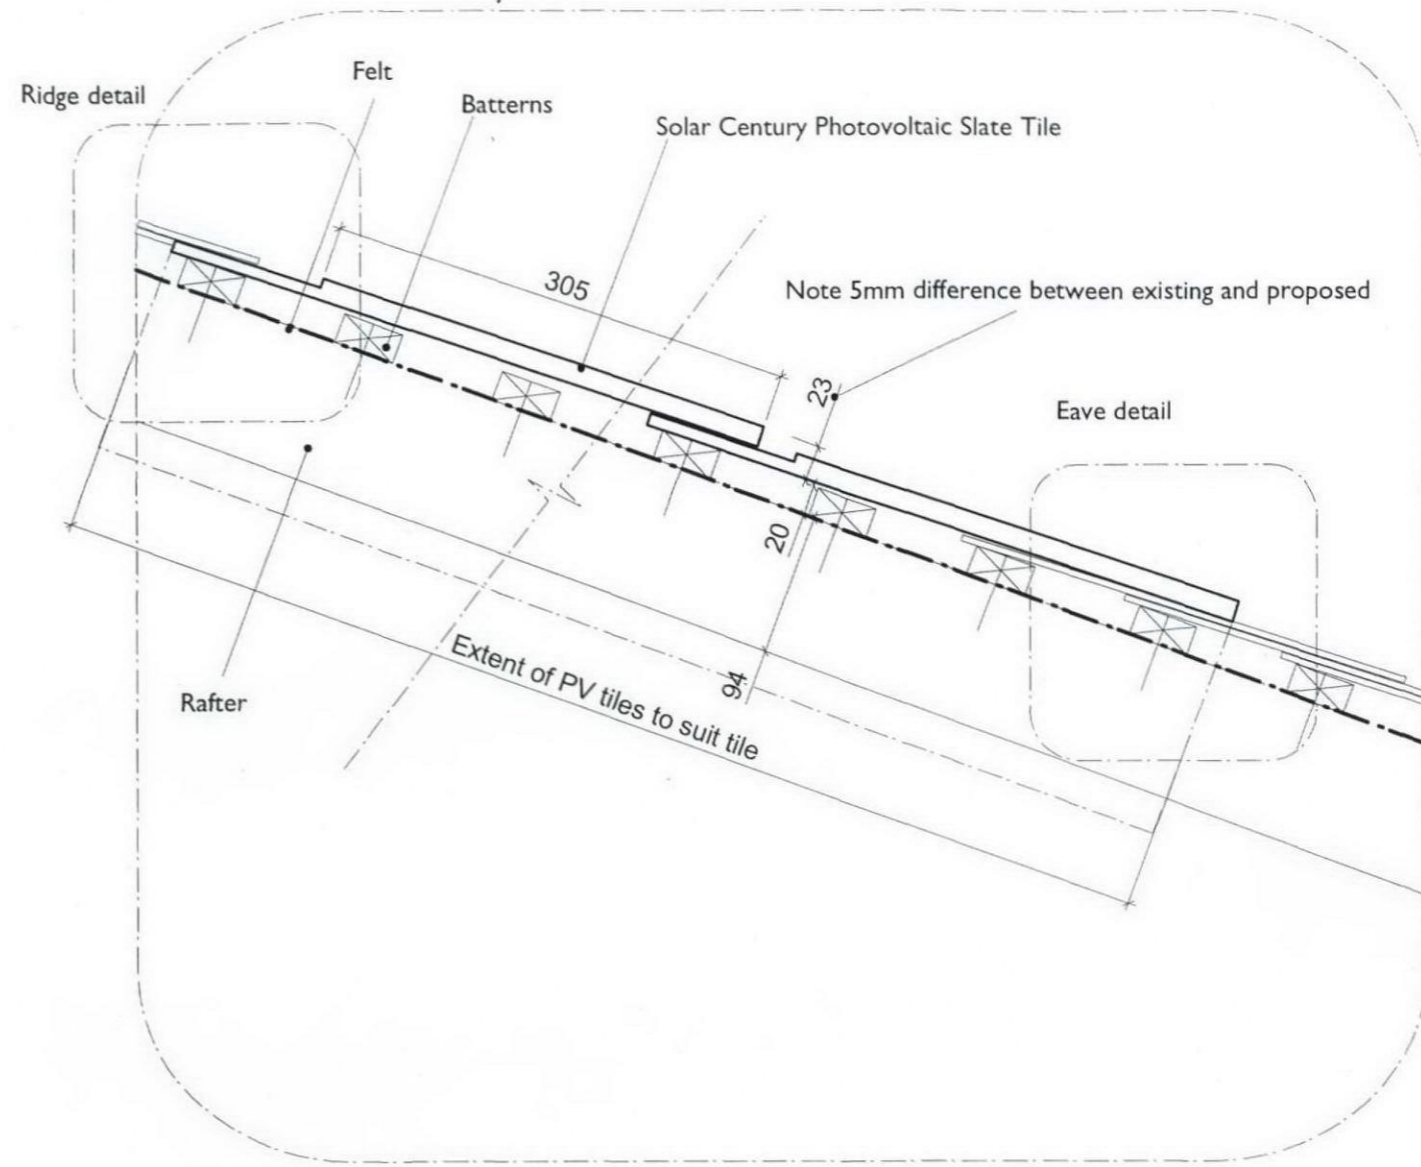 Felt
Ridge detail
Batterns
Solar Century Photovoltaic Slate Tile
305
Note 5mm difference between existing and proposed
23
Eave detail
20
94
Extent of PV tiles to suit tile
Rafter